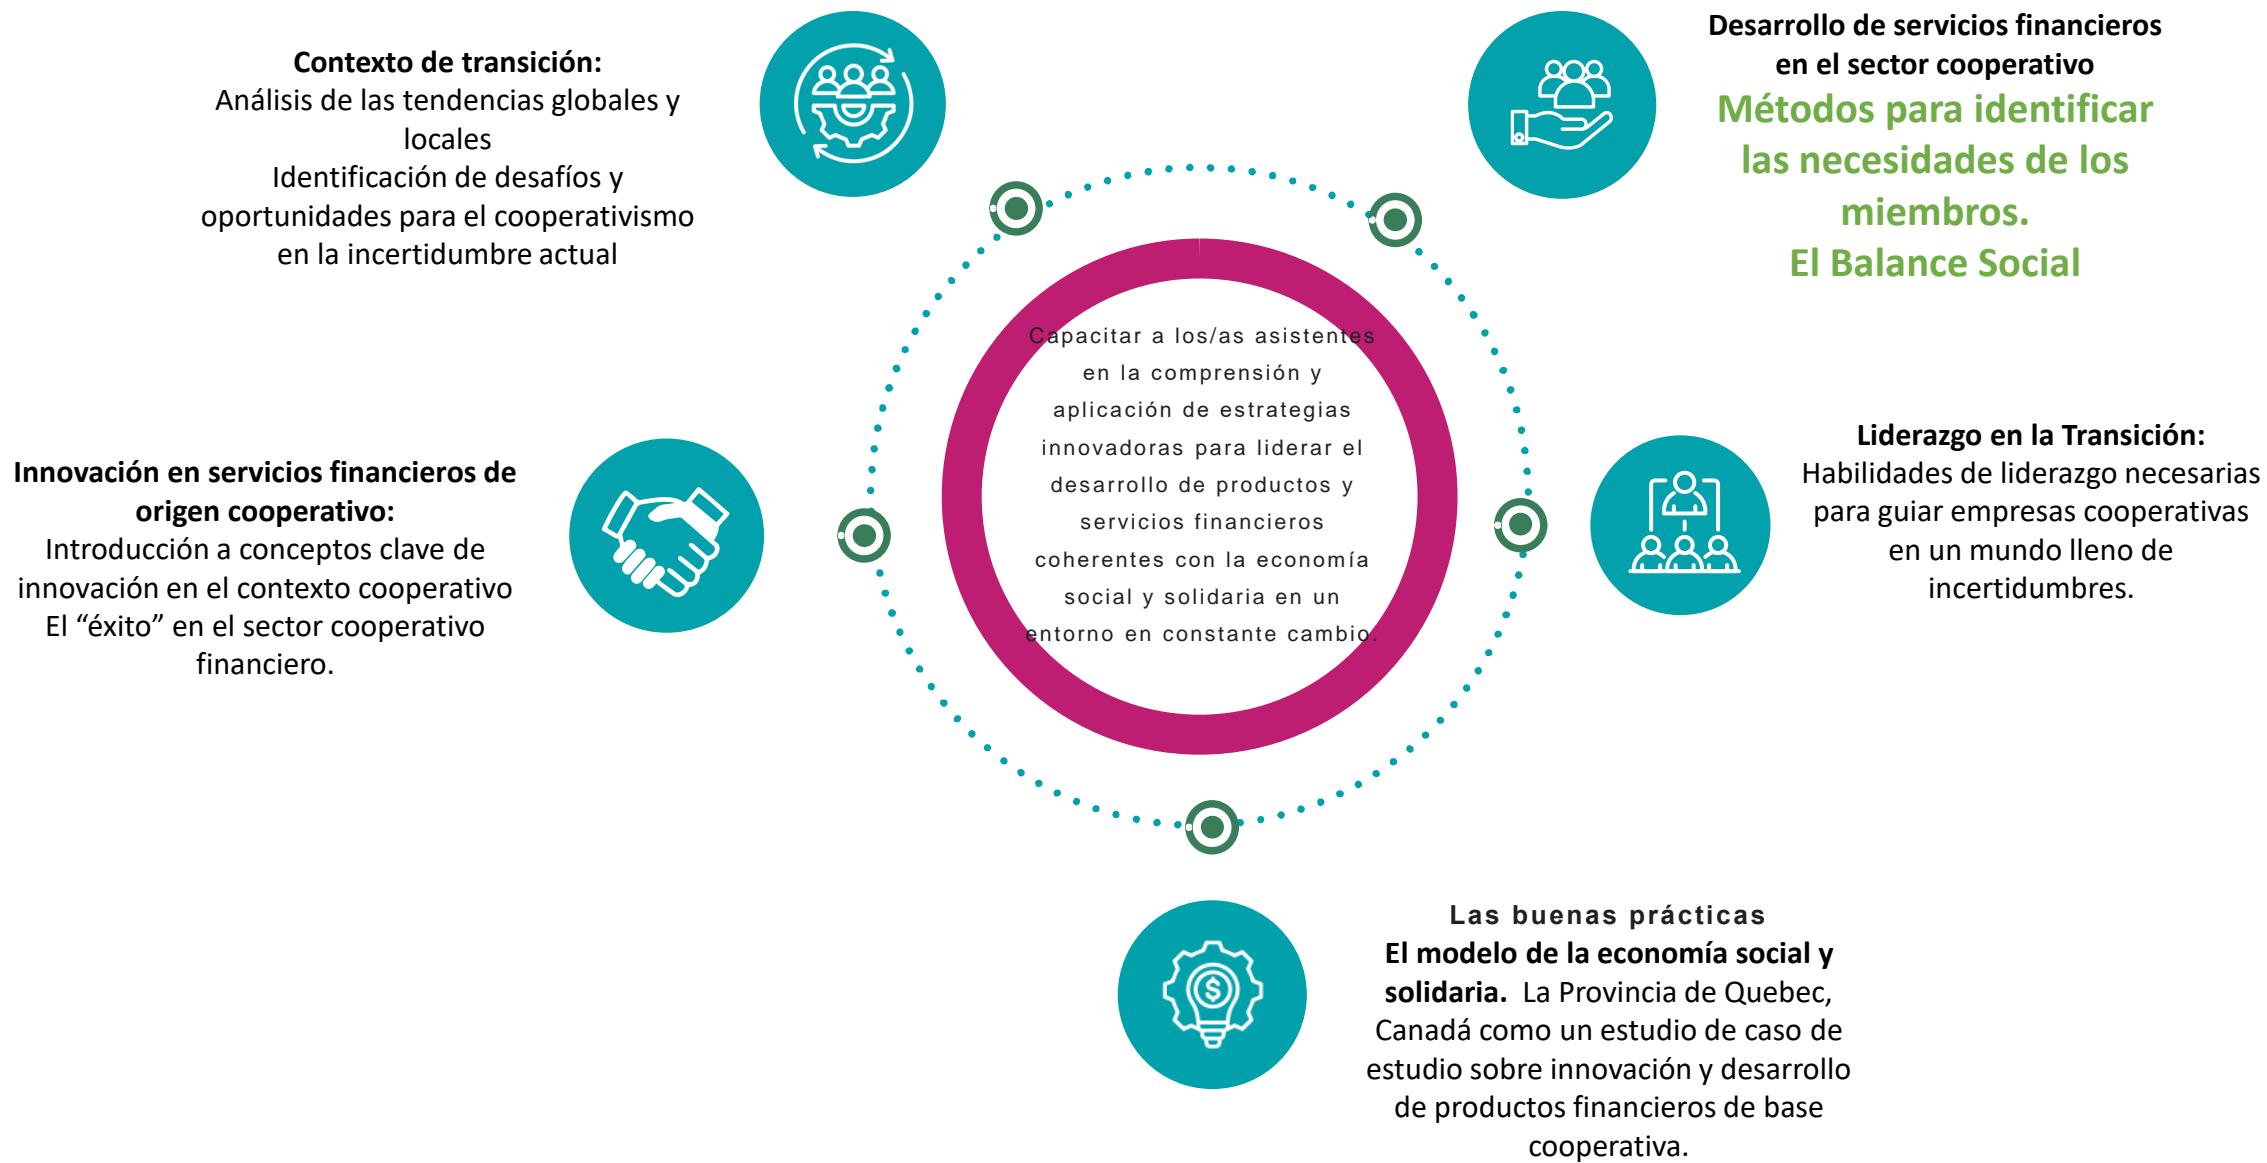 Contexto de transición:
Análisis de las tendencias globales y
locales
Identificación de desafíos y
oportunidades para el cooperativismo
en la incertidumbre actual
Desarrollo de servicios financieros
en el sector cooperativo
Métodos para identificar
las necesidades de los
miembros.
El Balance Social
Capacitar a los/as asistentes
en la comprensión y
aplicación de estrategias
innovadoras para liderar el
desarrollo de productos y
servicios financieros
coherentes con la economía
social y solidaria en un
entorno en constante cambio.
Innovación en servicios financieros de
origen cooperativo:
Introducción a conceptos clave de
innovación en el contexto cooperativo
El “éxito” en el sector cooperativo
financiero.
Liderazgo en la Transición:
Habilidades de liderazgo necesarias
para guiar empresas cooperativas
en un mundo lleno de
incertidumbres.
Las buenas prácticas
El modelo de la economía social y
solidaria. La Provincia de Quebec,
Canadá como un estudio de caso de
estudio sobre innovación y desarrollo
de productos financieros de base
cooperativa.
$